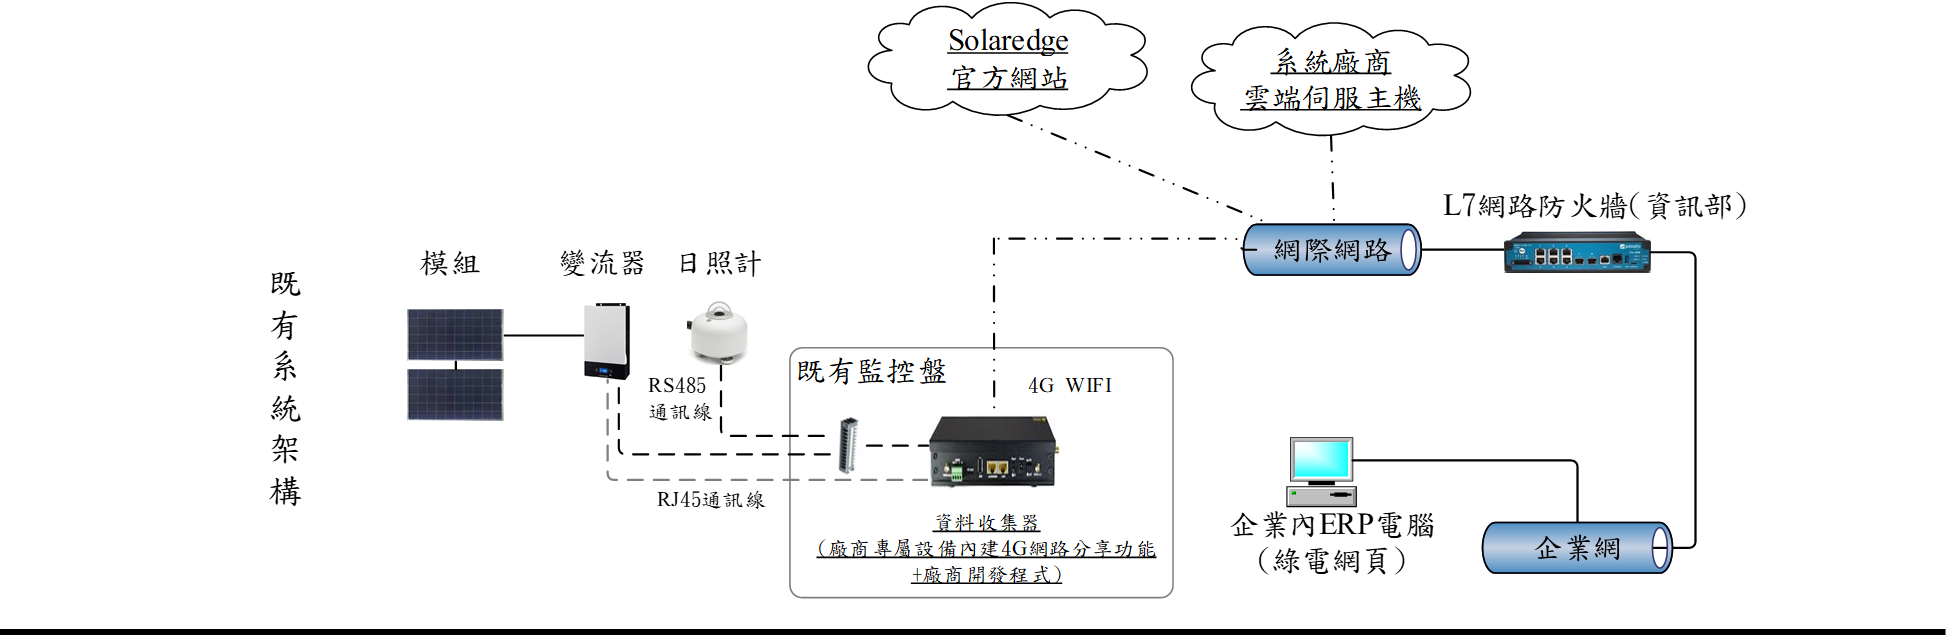 Solaredge
官方網站
系統廠商
雲端伺服主機
L7網路防火牆(資訊部)
網際網路
既有系統架構
模組
變流器
日照計
RS485
通訊線
既有監控盤
4G WIFI
RJ45通訊線
資料收集器
(廠商專屬設備內建4G網路分享功能
+廠商開發程式)
企業內ERP電腦
(綠電網頁)
企業網